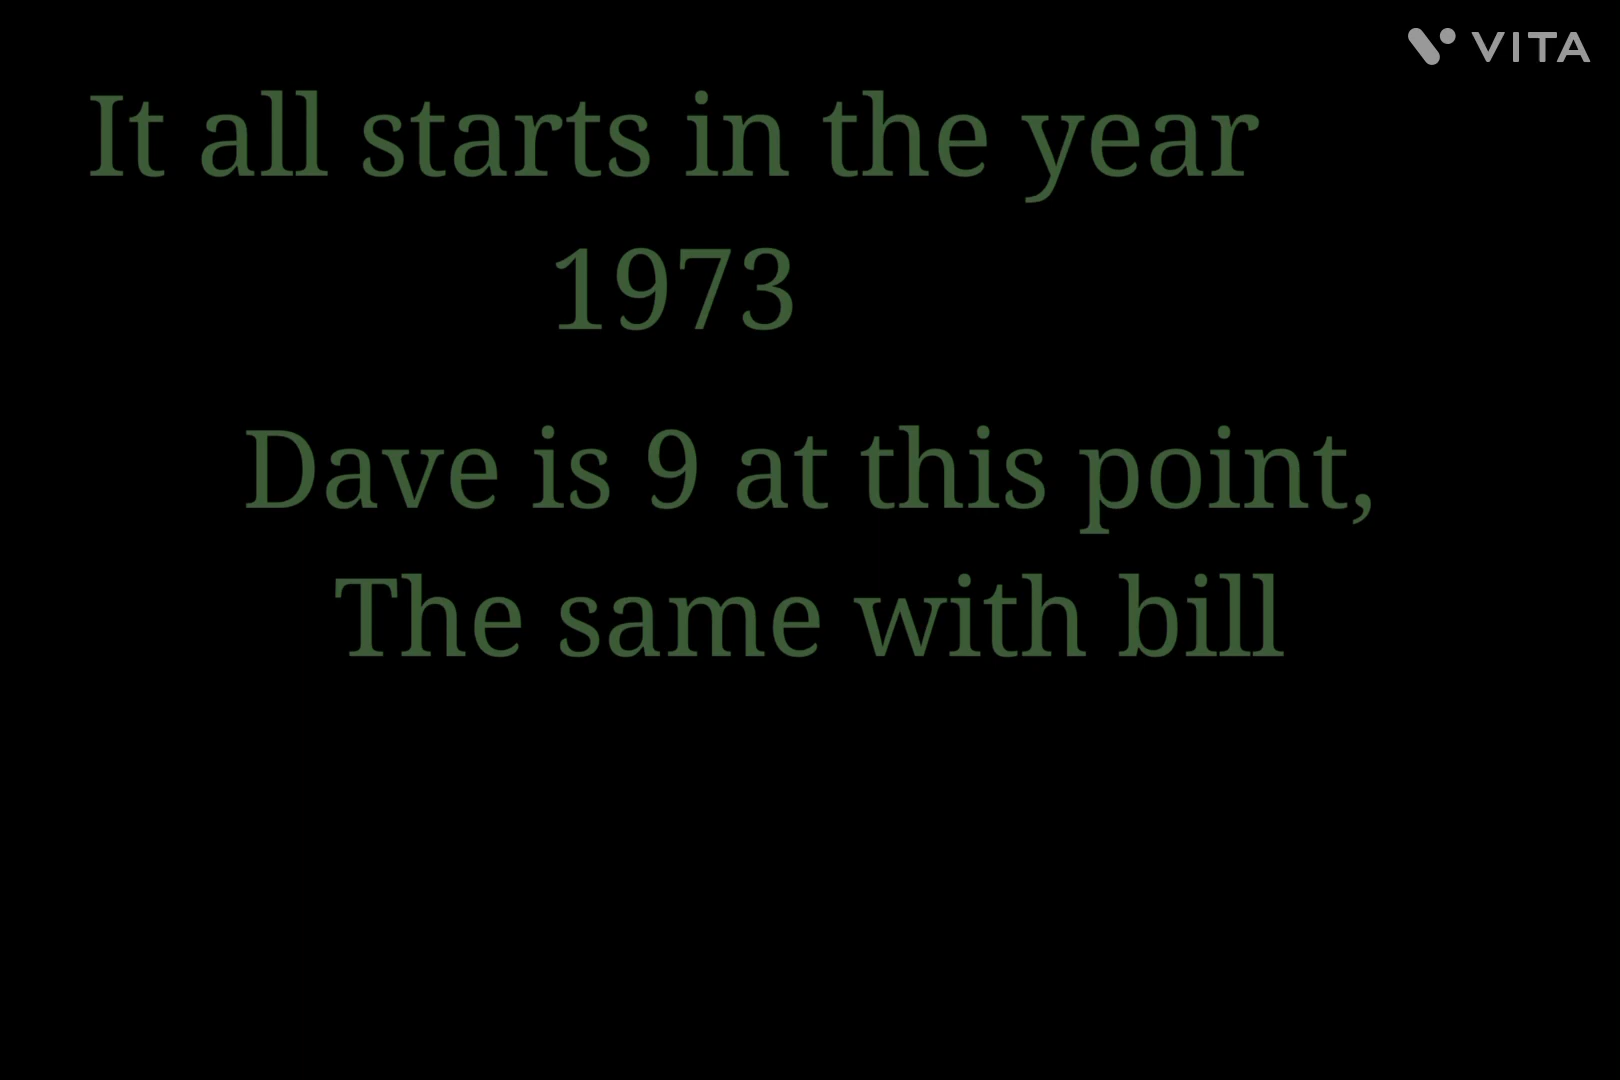 VITA
It all starts in the year
1973
Dave is 9 at this point,
The same with bill